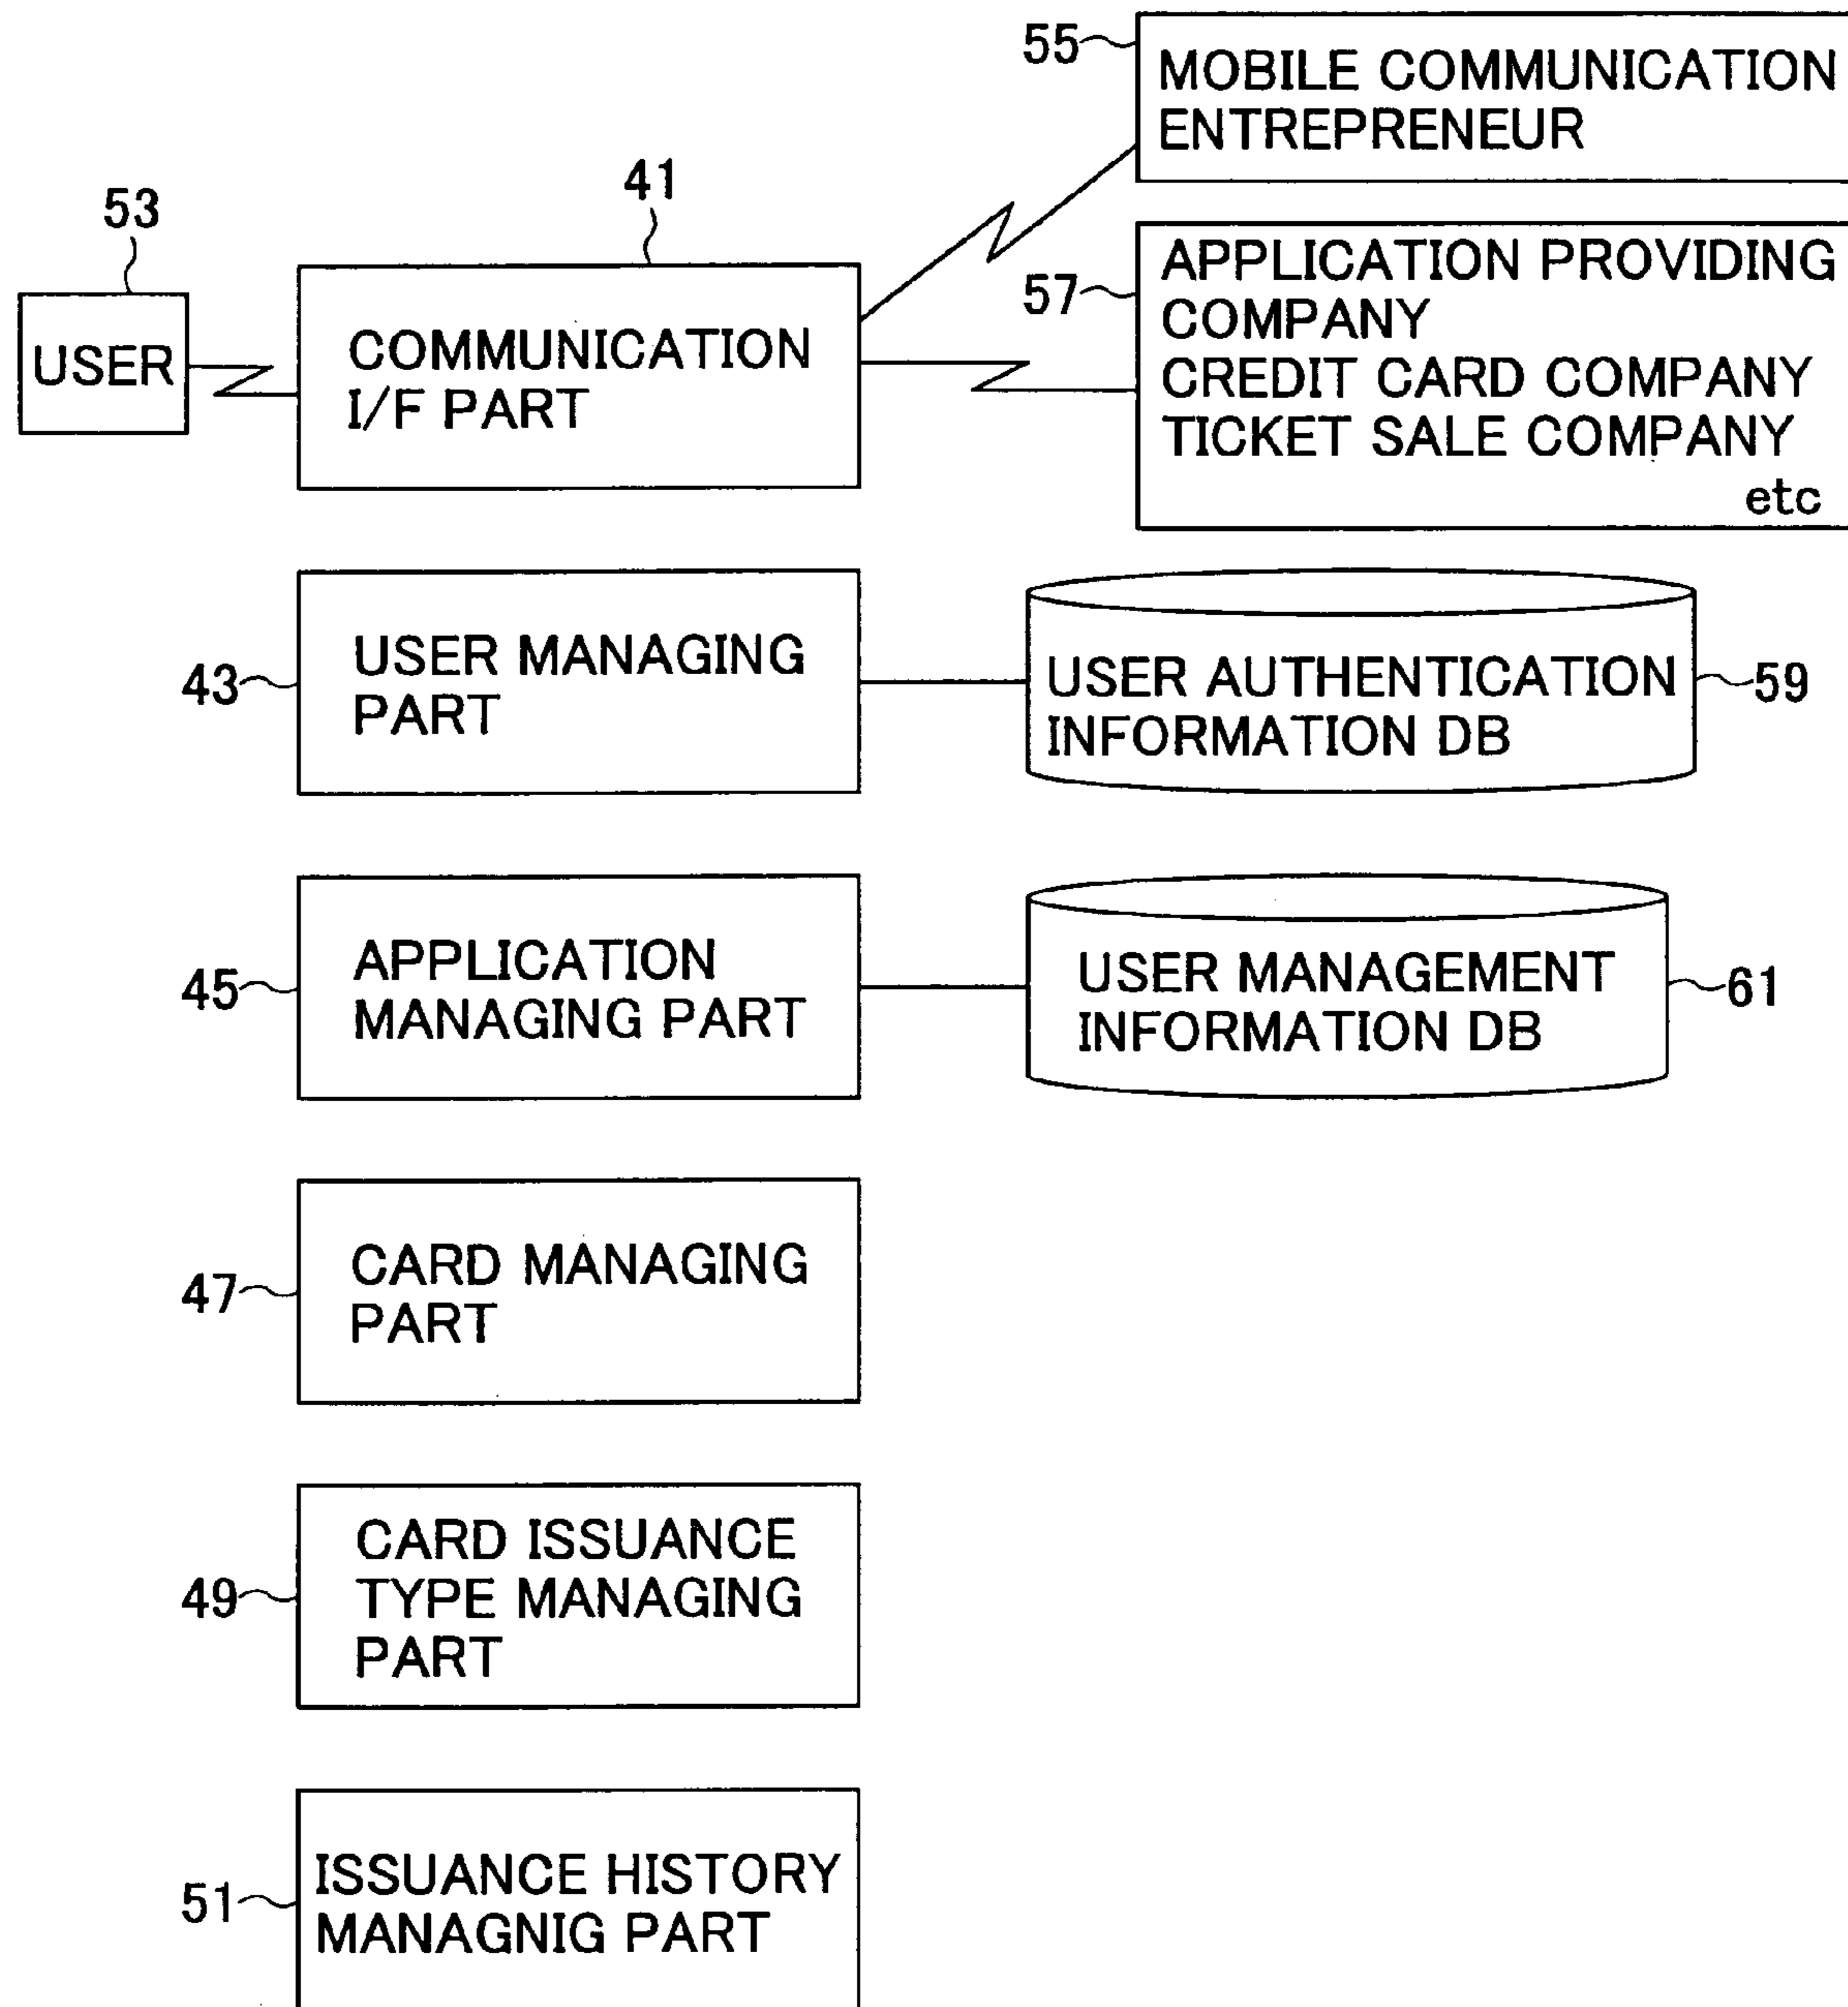 55
MOBILE COMMUNICATION
ENTREPRENEUR
53
41
USER
COMMUNICATION
I/F PART
57
APPLICATION PROVIDING
COMPANY
CREDIT CARD COMPANY
TICKET SALE COMPANY
etc
43
USER MANAGING
PART
USER AUTHENTICATION
INFORMATION DB
59
45
APPLICATION
MANAGING PART
USER MANAGEMENT
INFORMATION DB
61
47
CARD MANAGING
PART
49
CARD ISSUANCE
TYPE MANAGING
PART
51
ISSUANCE HISTORY
MANAGNIG PART